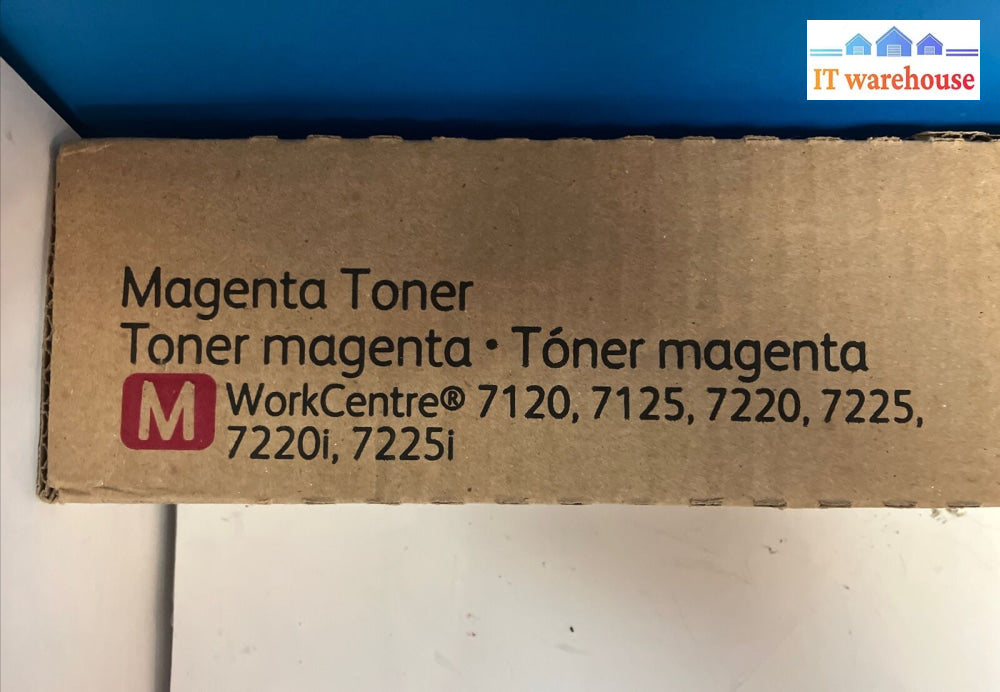 IT warehouse
Magenta Toner
Toner magenta • Tóner magenta
M WorkCentre® 7120, 7125, 7220, 7225,
7220i, 7225i